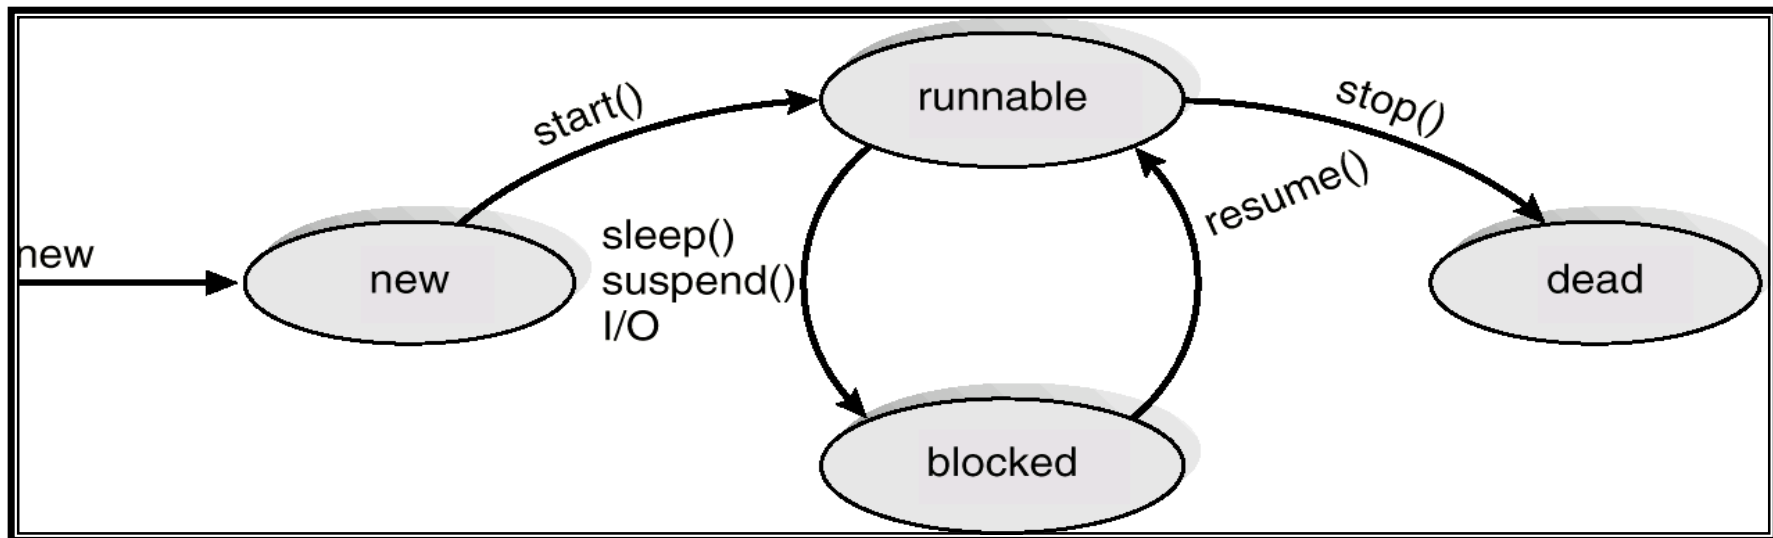 new
new
start()
runnable
sleep()
suspend()
I/O
blocked
resume()
stop()
dead